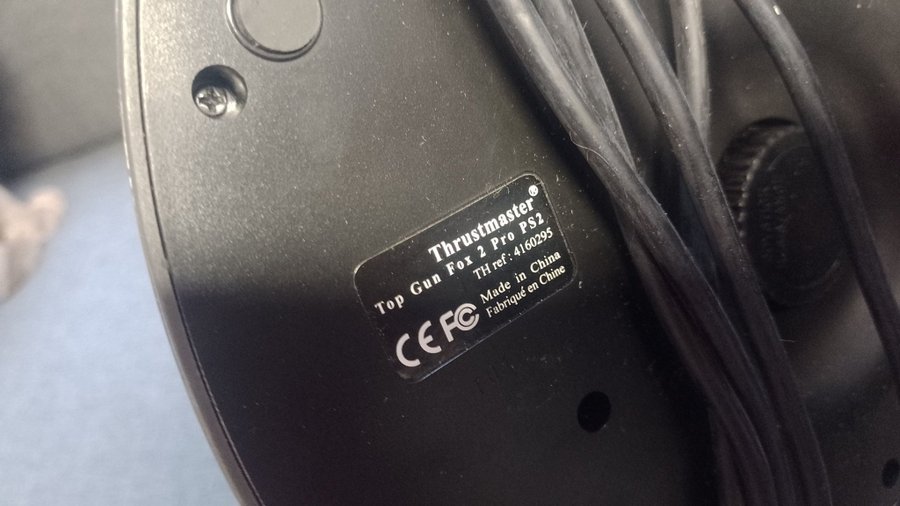 Thrustmaster®
Top Gun Fox 2 Pro PS2
TH ref : 4160295
Made in China
Fabriqué en Chine
CE FC